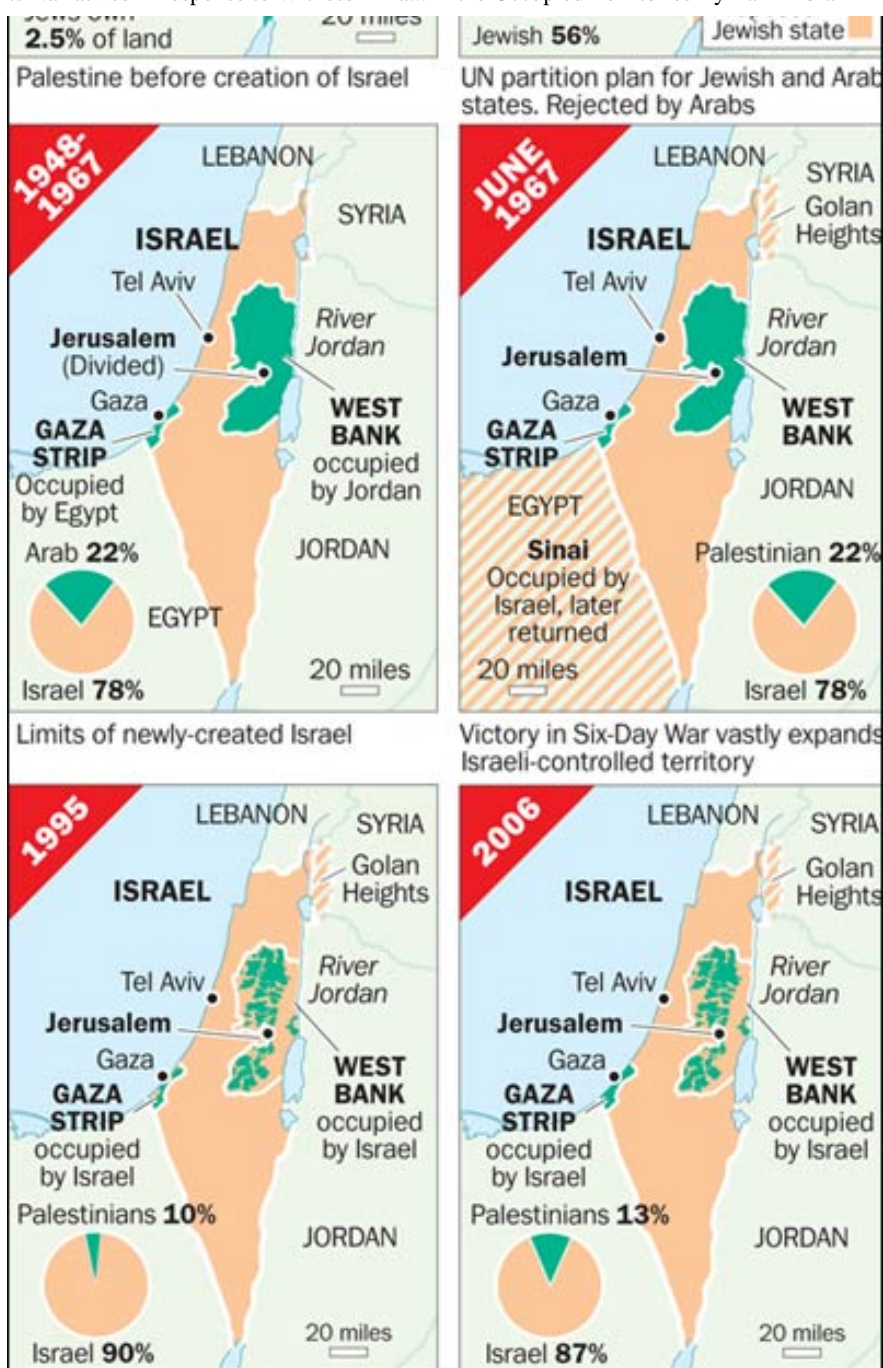 2.5% of land
20 miles
Palestine before creation of Israel
Jewish 56%
Jewish state
UN partition plan for Jewish and Arab
states. Rejected by Arabs
1948-
1967
LEBANON
SYRIA
ISRAEL
Tel Aviv
River
Jordan
Jerusalem
(Divided)
Gaza
GAZA
STRIP
Occupied
by Egypt
WEST
BANK
occupied
by Jordan
JORDAN
Arab 22%
EGYPT
Israel 78%
20 miles
Limits of newly-created Israel
JUNE
1967
LEBANON
SYRIA
Golan
Heights
ISRAEL
Tel Aviv
River
Jordan
Jerusalem
Gaza
GAZA
STRIP
WEST
BANK
EGYPT
JORDAN
Sinai
Occupied by
Israel, later
returned
Palestinian 22%
20 miles
Israel 78%
Victory in Six-Day War vastly expands
Israeli-controlled territory
1995
LEBANON
SYRIA
Golan
Heights
ISRAEL
Tel Aviv
River
Jordan
Jerusalem
Gaza
GAZA
STRIP
occupied
by Israel
WEST
BANK
occupied
by Israel
Palestinians 10%
JORDAN
20 miles
Israel 90%
2006
LEBANON
SYRIA
Golan
Heights
ISRAEL
Tel Aviv
River
Jordan
Jerusalem
Gaza
GAZA
STRIP
occupied
by Israel
WEST
BANK
occupied
by Israel
Palestinians 13%
JORDAN
20 miles
Israel 87%